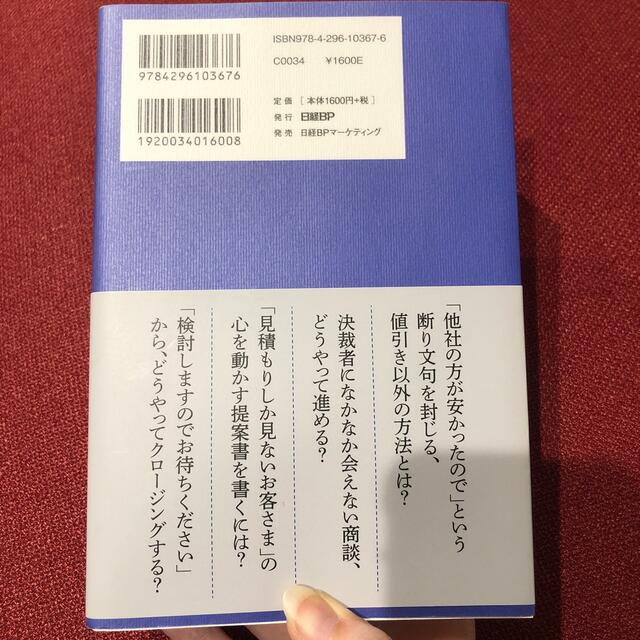 ISBN978-4-296-10367-6
C0034 ¥1600E
9784296103676
定価 [ 本体1600円+税 ]
発行 日経BP
発売 日経BPマーケティング
1920034016008
「他社の方が安かったので」という
断り文句を封じる、
値引き以外の方法とは？
決裁者になかなか会えない商談、
どうやって進める？
「見積もりしか見ないお客さま」の
心を動かす提案書を書くには？
「検討しますのでお待ちください」
から、どうやってクロージングする？